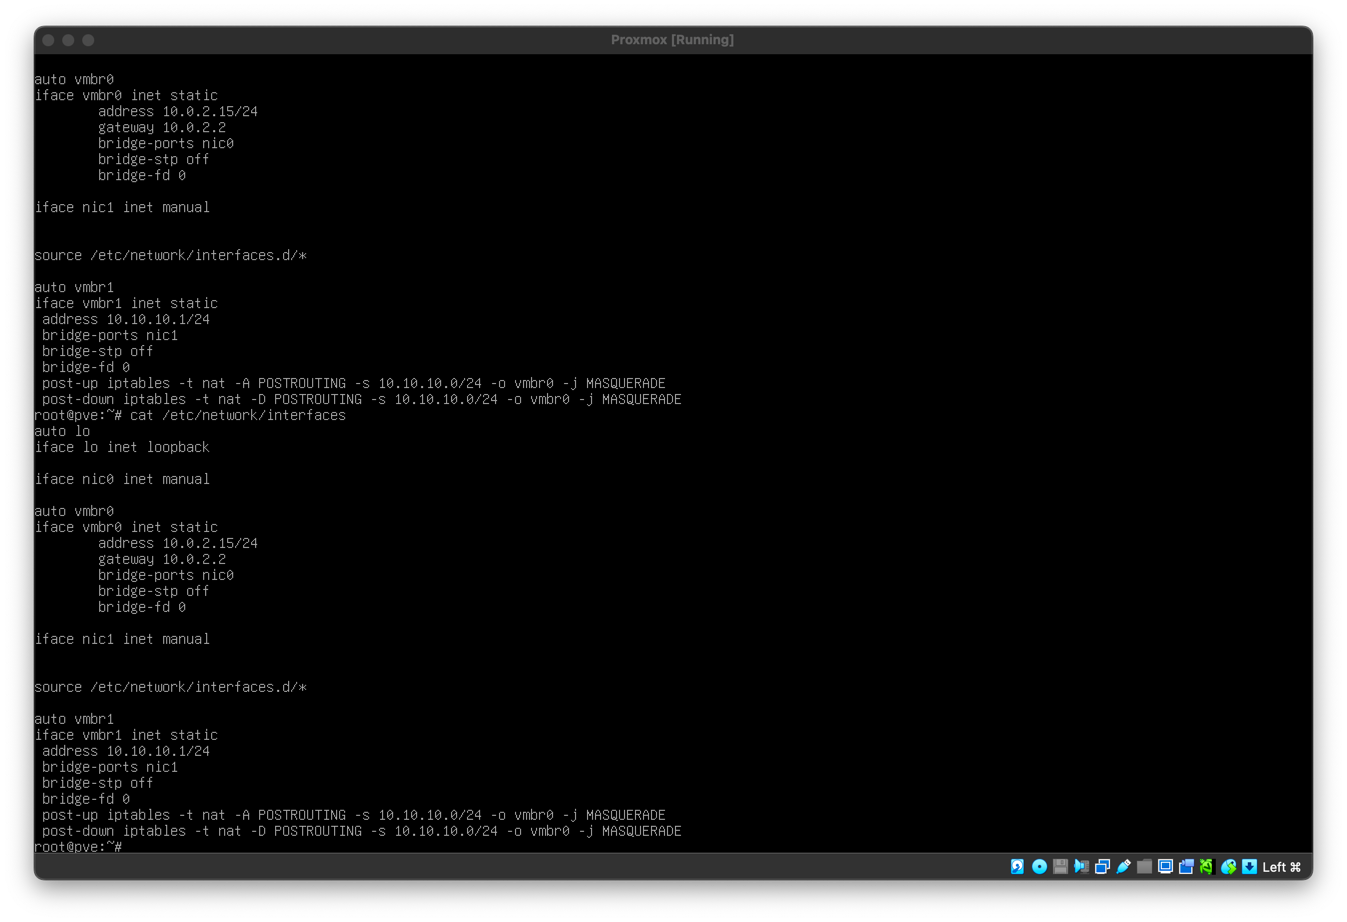 Proxmox [Running]
auto vmbr0
iface vmbr0 inet static
        address 10.0.2.15/24
        gateway 10.0.2.2
        bridge-ports nic0
        bridge-stp off
        bridge-fd 0

iface nic1 inet manual


source /etc/network/interfaces.d/*

auto vmbr1
iface vmbr1 inet static
 address 10.10.10.1/24
 bridge-ports nic1
 bridge-stp off
 bridge-fd 0
 post-up iptables -t nat -A POSTROUTING -s 10.10.10.0/24 -o vmbr0 -j MASQUERADE
 post-down iptables -t nat -D POSTROUTING -s 10.10.10.0/24 -o vmbr0 -j MASQUERADE
root@pve:~# cat /etc/network/interfaces
auto lo
iface lo inet loopback

iface nic0 inet manual

auto vmbr0
iface vmbr0 inet static
        address 10.0.2.15/24
        gateway 10.0.2.2
        bridge-ports nic0
        bridge-stp off
        bridge-fd 0

iface nic1 inet manual


source /etc/network/interfaces.d/*

auto vmbr1
iface vmbr1 inet static
 address 10.10.10.1/24
 bridge-ports nic1
 bridge-stp off
 bridge-fd 0
 post-up iptables -t nat -A POSTROUTING -s 10.10.10.0/24 -o vmbr0 -j MASQUERADE
 post-down iptables -t nat -D POSTROUTING -s 10.10.10.0/24 -o vmbr0 -j MASQUERADE
root@pve:~#
Left ⌘